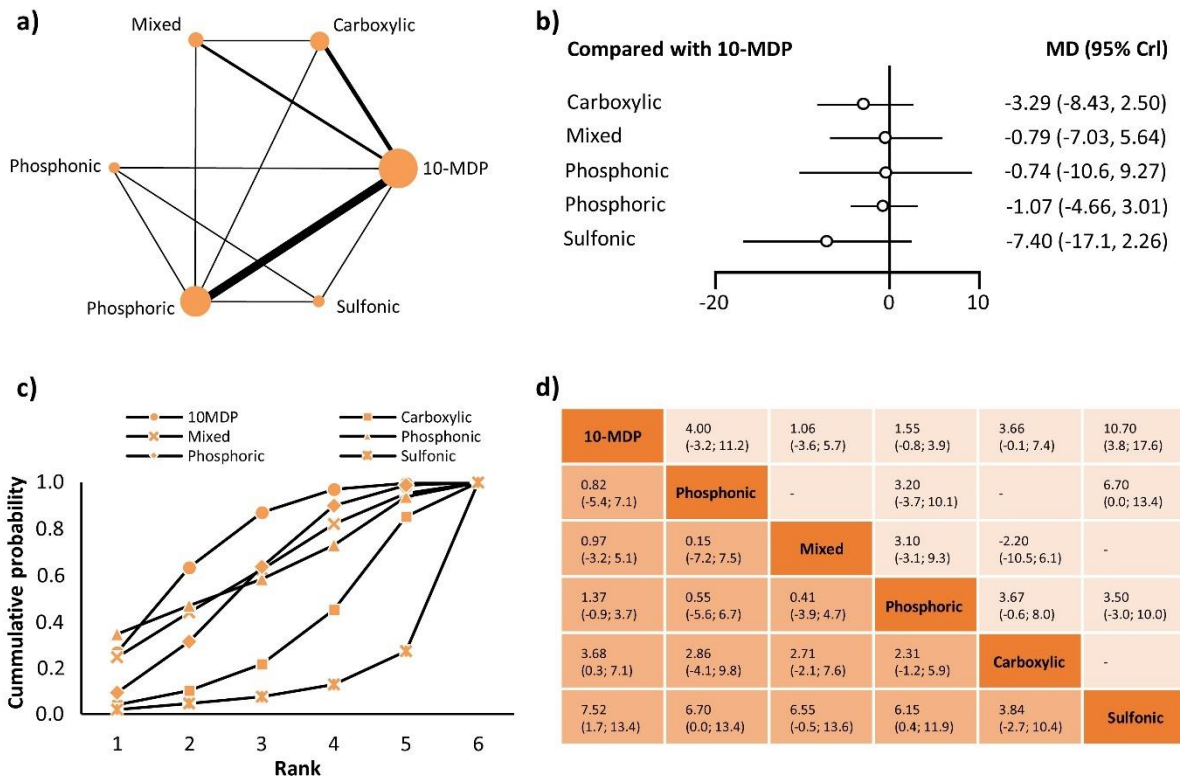 a)
Mixed
Carboxylic
Phosphonic
10-MDP
Phosphoric
Sulfonic
b)
Compared with 10-MDP MD (95% Crl)
Carboxylic -3.29 (-8.43, 2.50)
Mixed -0.79 (-7.03, 5.64)
Phosphonic -0.74 (-10.6, 9.27)
Phosphoric -1.07 (-4.66, 3.01)
Sulfonic -7.40 (-17.1, 2.26)
-20 0 10
c)
10MDP Carboxylic
Mixed Phosphonic
Phosphoric Sulfonic
Cummulative probability
1.0
0.8
0.6
0.4
0.2
0.0
1 2 3 4 5 6
Rank
d)
10-MDP 4.00 1.06 1.55 3.66 10.70
(-3.2; 11.2) (-3.6; 5.7) (-0.8; 3.9) (-0.1; 7.4) (3.8; 17.6)
0.82 Phosphonic - 3.20 - 6.70
(-5.4; 7.1) (-3.7; 10.1) (0.0; 13.4)
0.97 0.15 Mixed 3.10 -2.20 -
(-3.2; 5.1) (-7.2; 7.5) (-3.1; 9.3) (-10.5; 6.1)
1.37 0.55 0.41 Phosphoric 3.67 3.50
(-0.9; 3.7) (-5.6; 6.7) (-3.9; 4.7) (-0.6; 8.0) (-3.0; 10.0)
3.68 2.86 2.71 2.31 Carboxylic -
(0.3; 7.1) (-4.1; 9.8) (-2.1; 7.6) (-1.2; 5.9)
7.52 6.70 6.55 6.15 3.84 Sulfonic
(1.7; 13.4) (0.0; 13.4) (-0.5; 13.6) (0.4; 11.9) (-2.7; 10.4)